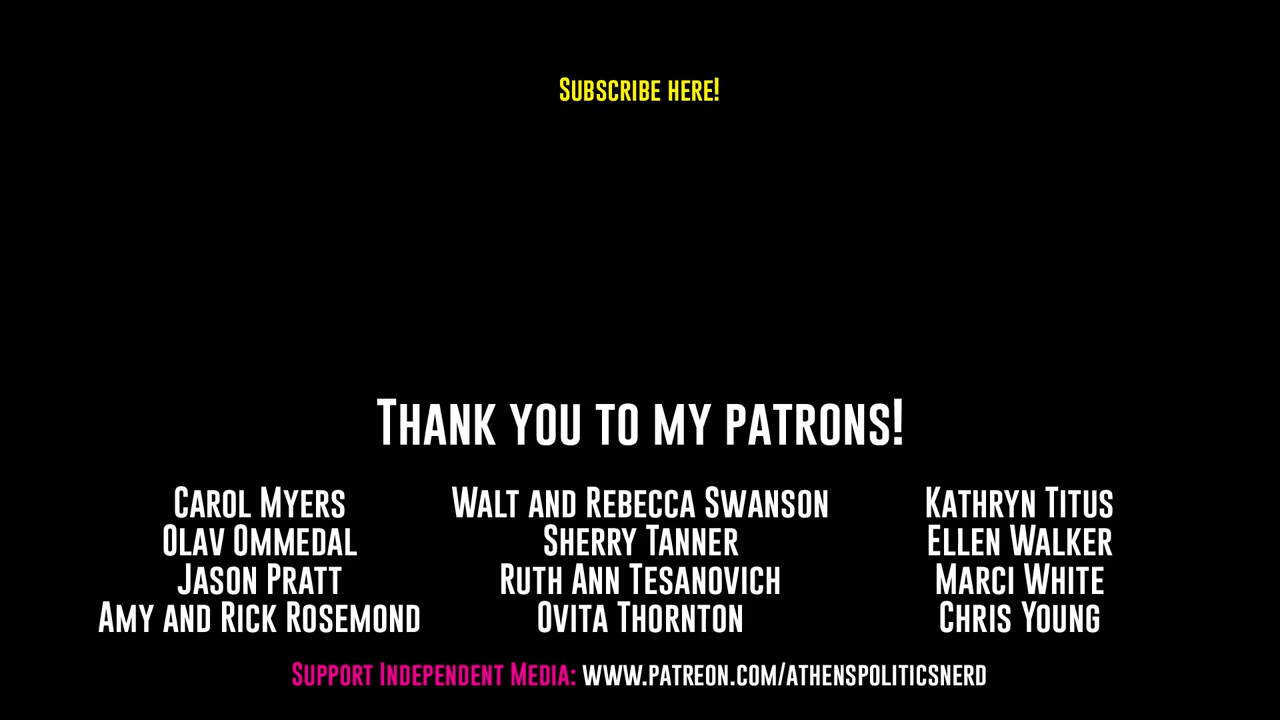 Subscribe here!
Thank you to my patrons!
Carol Myers
Olav Ommedal
Jason Pratt
Amy and Rick Rosemond
Walt and Rebecca Swanson
Sherry Tanner
Ruth Ann Tesanovich
Ovita Thornton
Kathryn Titus
Ellen Walker
Marci White
Chris Young
Support Independent Media: www.patreon.com/athenspoliticsnerd